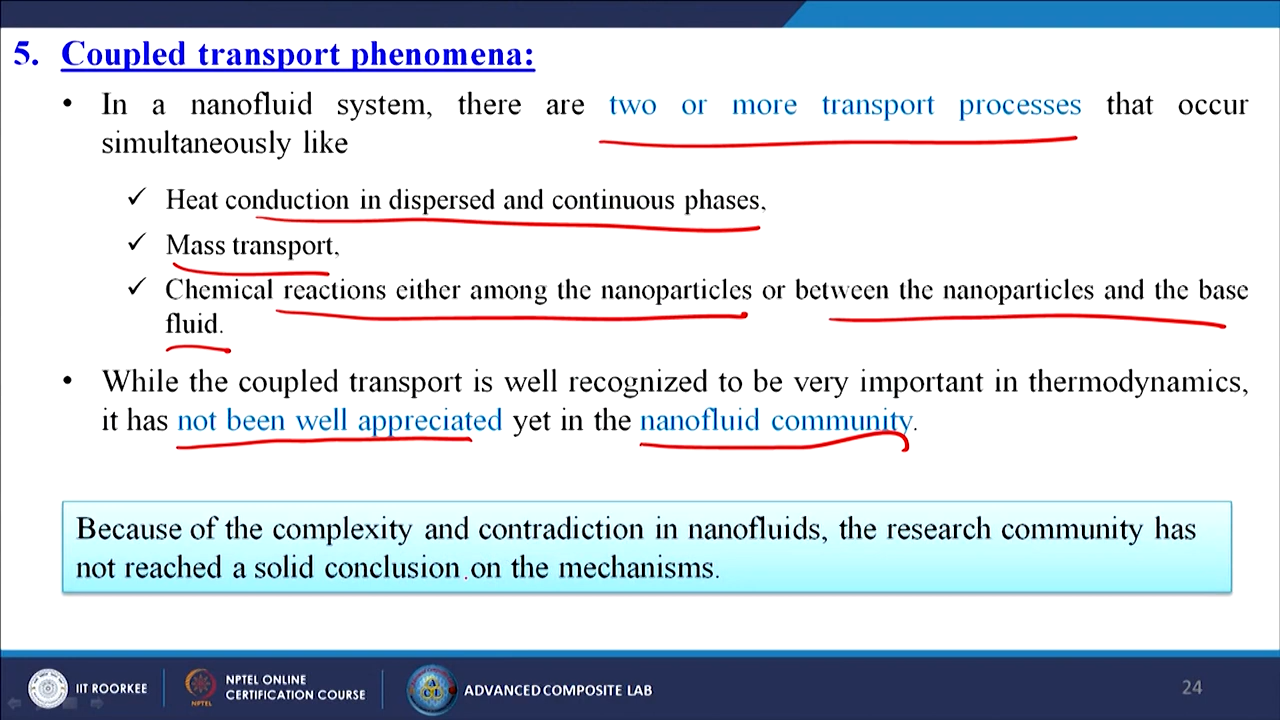 5. Coupled transport phenomena:
• In a nanofluid system, there are two or more transport processes that occur
simultaneously like
✓ Heat conduction in dispersed and continuous phases,
✓ Mass transport,
✓ Chemical reactions either among the nanoparticles or between the nanoparticles and the base
fluid.
• While the coupled transport is well recognized to be very important in thermodynamics,
it has not been well appreciated yet in the nanofluid community.
Because of the complexity and contradiction in nanofluids, the research community has
not reached a solid conclusion on the mechanisms.
IIT ROORKEE
NPTEL
NPTEL ONLINE
CERTIFICATION COURSE
ACL
ADVANCED COMPOSITE LAB
24